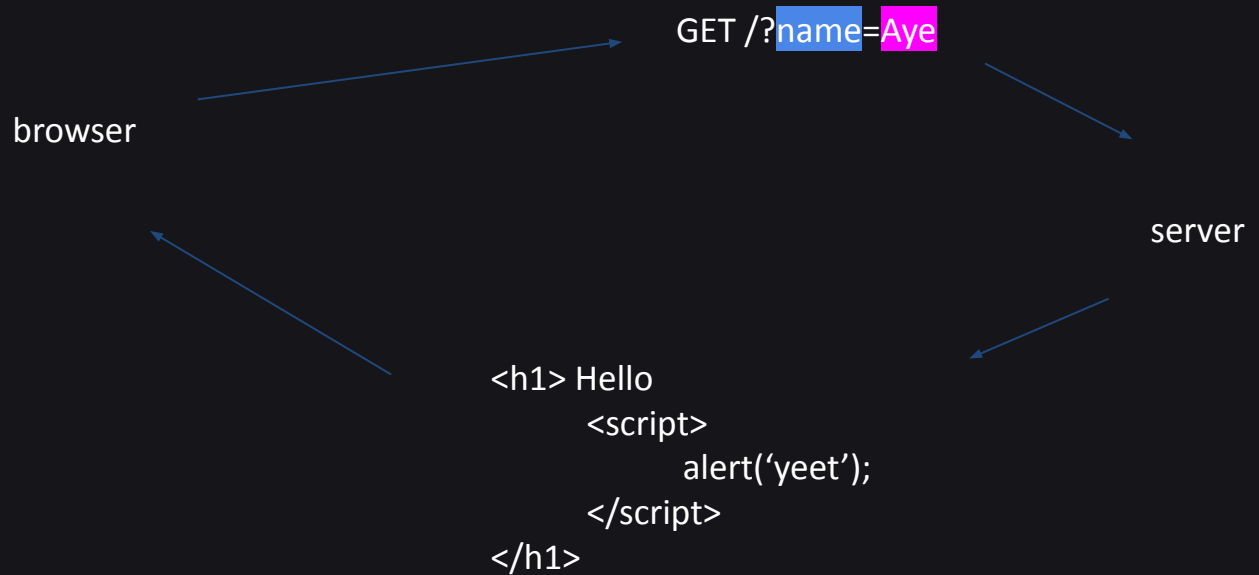 GET /?name=Aye
browser
server
<h1> Hello
<script>
alert(‘yeet’);
</script>
</h1>